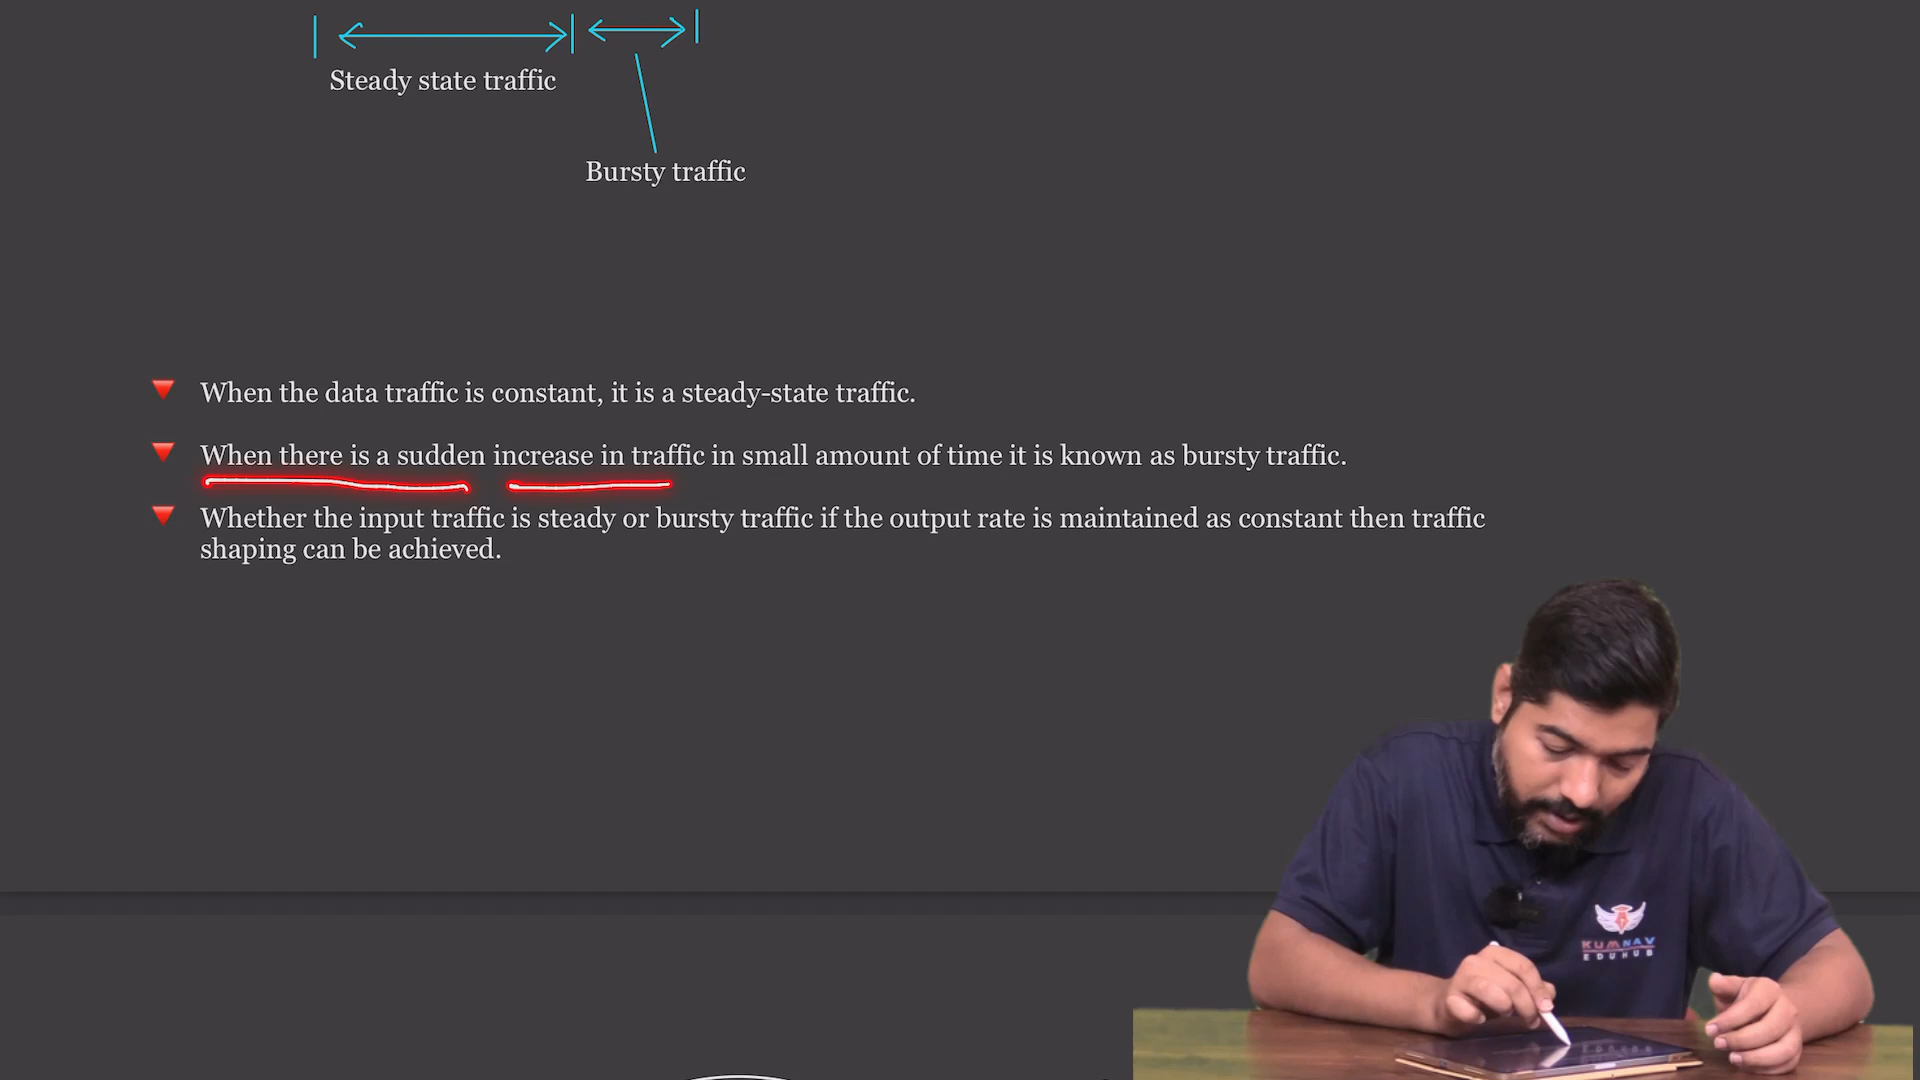 Steady state traffic
Bursty traffic
When the data traffic is constant, it is a steady-state traffic.
When there is a sudden increase in traffic in small amount of time it is known as bursty traffic.
Whether the input traffic is steady or bursty traffic if the output rate is maintained as constant then traffic
shaping can be achieved.
KUMNAV
EDUHUB